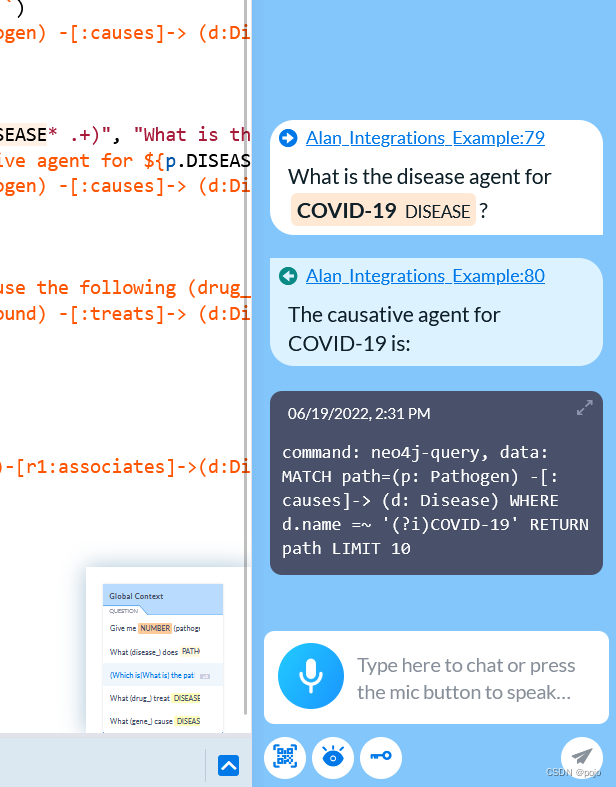 `)
ogen) -[:causes]-> (d:Di
SEASE* .+)", "What is th
ive agent for ${p.DISEAS
ogen) -[:causes]-> (d:Di
use the following (drug_
ound) -[:treats]-> (d:Di
)-[r1:associates]->(d:Di
Global Context
QUESTION
Give me NUMBER (pathog
What (disease_) does PATH
(Which is|What is) the pat
What (drug_) treat DISEASE
What (gene_) cause DISEAS
Alan_Integrations_Example:79
What is the disease agent for
COVID-19 DISEASE ?
Alan_Integrations_Example:80
The causative agent for
COVID-19 is:
06/19/2022, 2:31 PM
command: neo4j-query, data:
MATCH path=(p: Pathogen) -[:
causes]-> (d: Disease) WHERE
d.name =~ '(?i)COVID-19' RETURN
path LIMIT 10
Type here to chat or press
the mic button to speak...
CSDN @pgjo